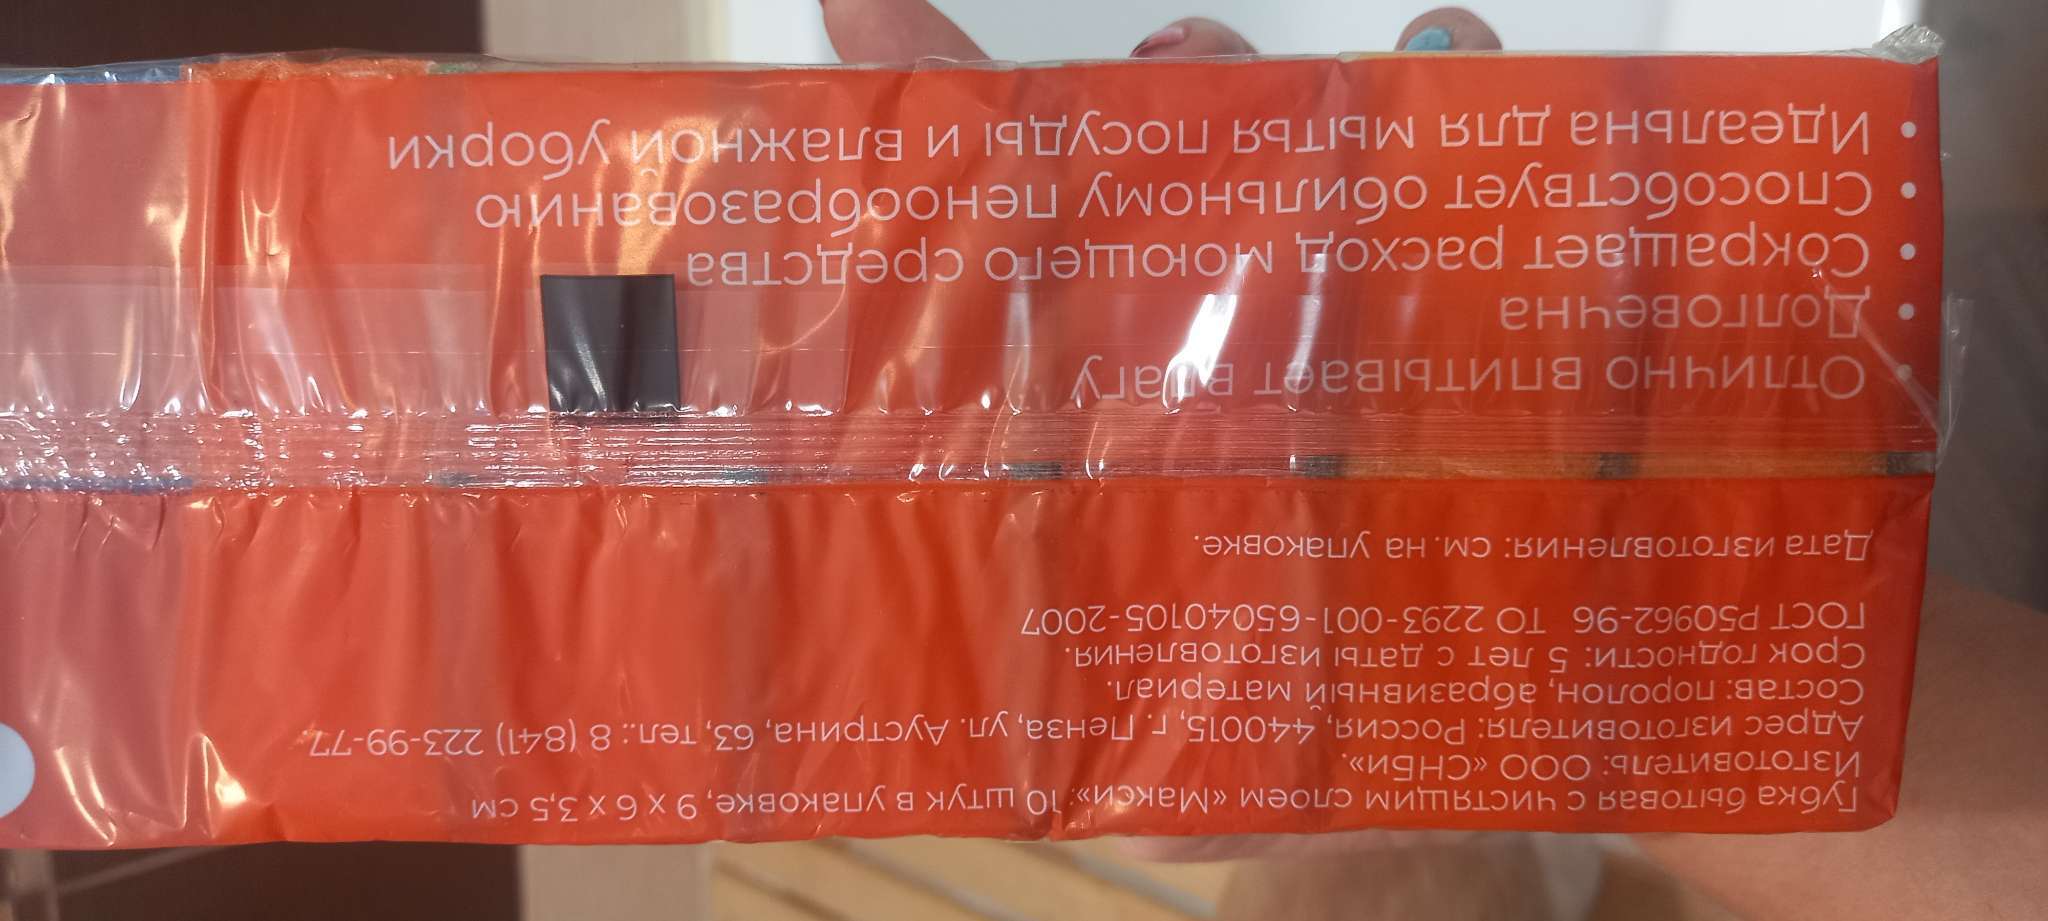 Губка бытовая с чистящим слоем «Макси»: 10 штук в упаковке, 9 х 6 х 3,5 см
Изготовитель: ООО «СНБи».
Адрес изготовителя: Россия, 440015, г. Пенза, ул. Аустрина, 63, тел.: 8 (841) 223-99-77
Состав: поролон, абразивный материал.
Срок годности: 5 лет с даты изготовления.
ГОСТ Р50962-96 ТО 2293-001-65040105-2007
Дата изготовления: см. на упаковке.
• Отлично впитывает влагу
• Долговечна
• Сокращает расход моющего средства
• Способствует обильному пенообразованию
• Идеальна для мытья посуды и влажной уборки